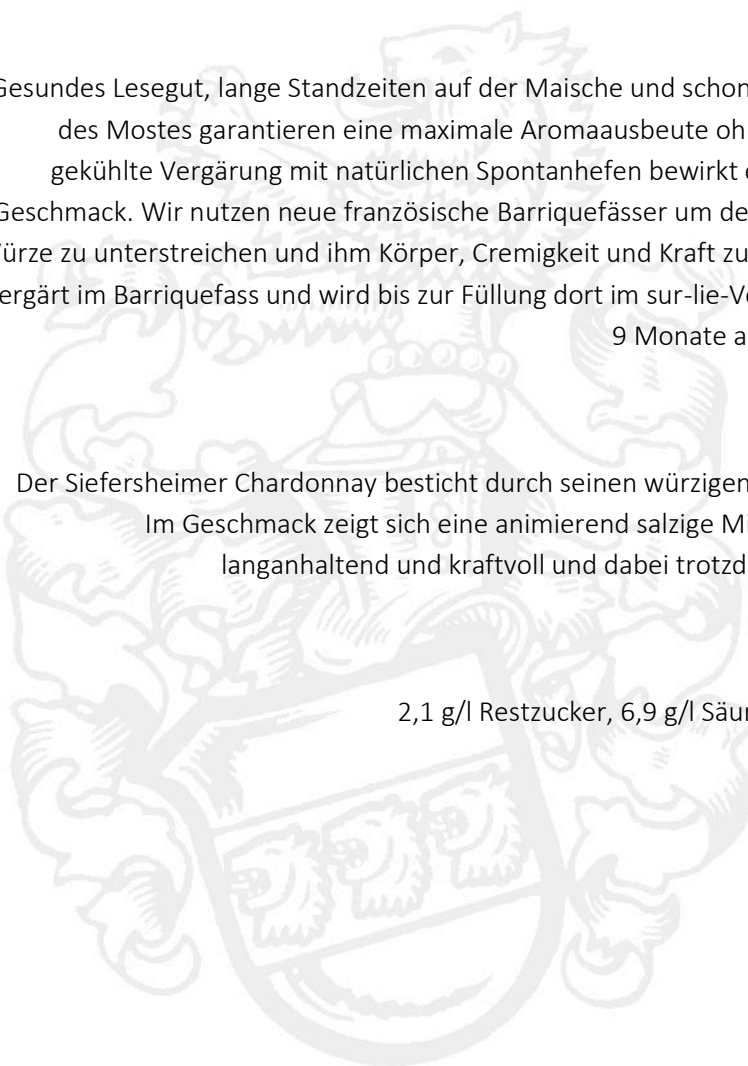 Gesundes Lesegut, lange Standzeiten auf der Maische und schon
des Mostes garantieren eine maximale Aromaausbeute oh
gekühlte Vergärung mit natürlichen Spontanhefen bewirkt e
Geschmack. Wir nutzen neue französische Barriquefässer um de
ürze zu unterstreichen und ihm Körper, Cremigkeit und Kraft zu
ergärt im Barriquefass und wird bis zur Füllung dort im sur-lie-Ve
9 Monate a
Der Siefersheimer Chardonnay besticht durch seinen würzigen
Im Geschmack zeigt sich eine animierend salzige Mi
langanhaltend und kraftvoll und dabei trotzd
2,1 g/l Restzucker, 6,9 g/l Säur